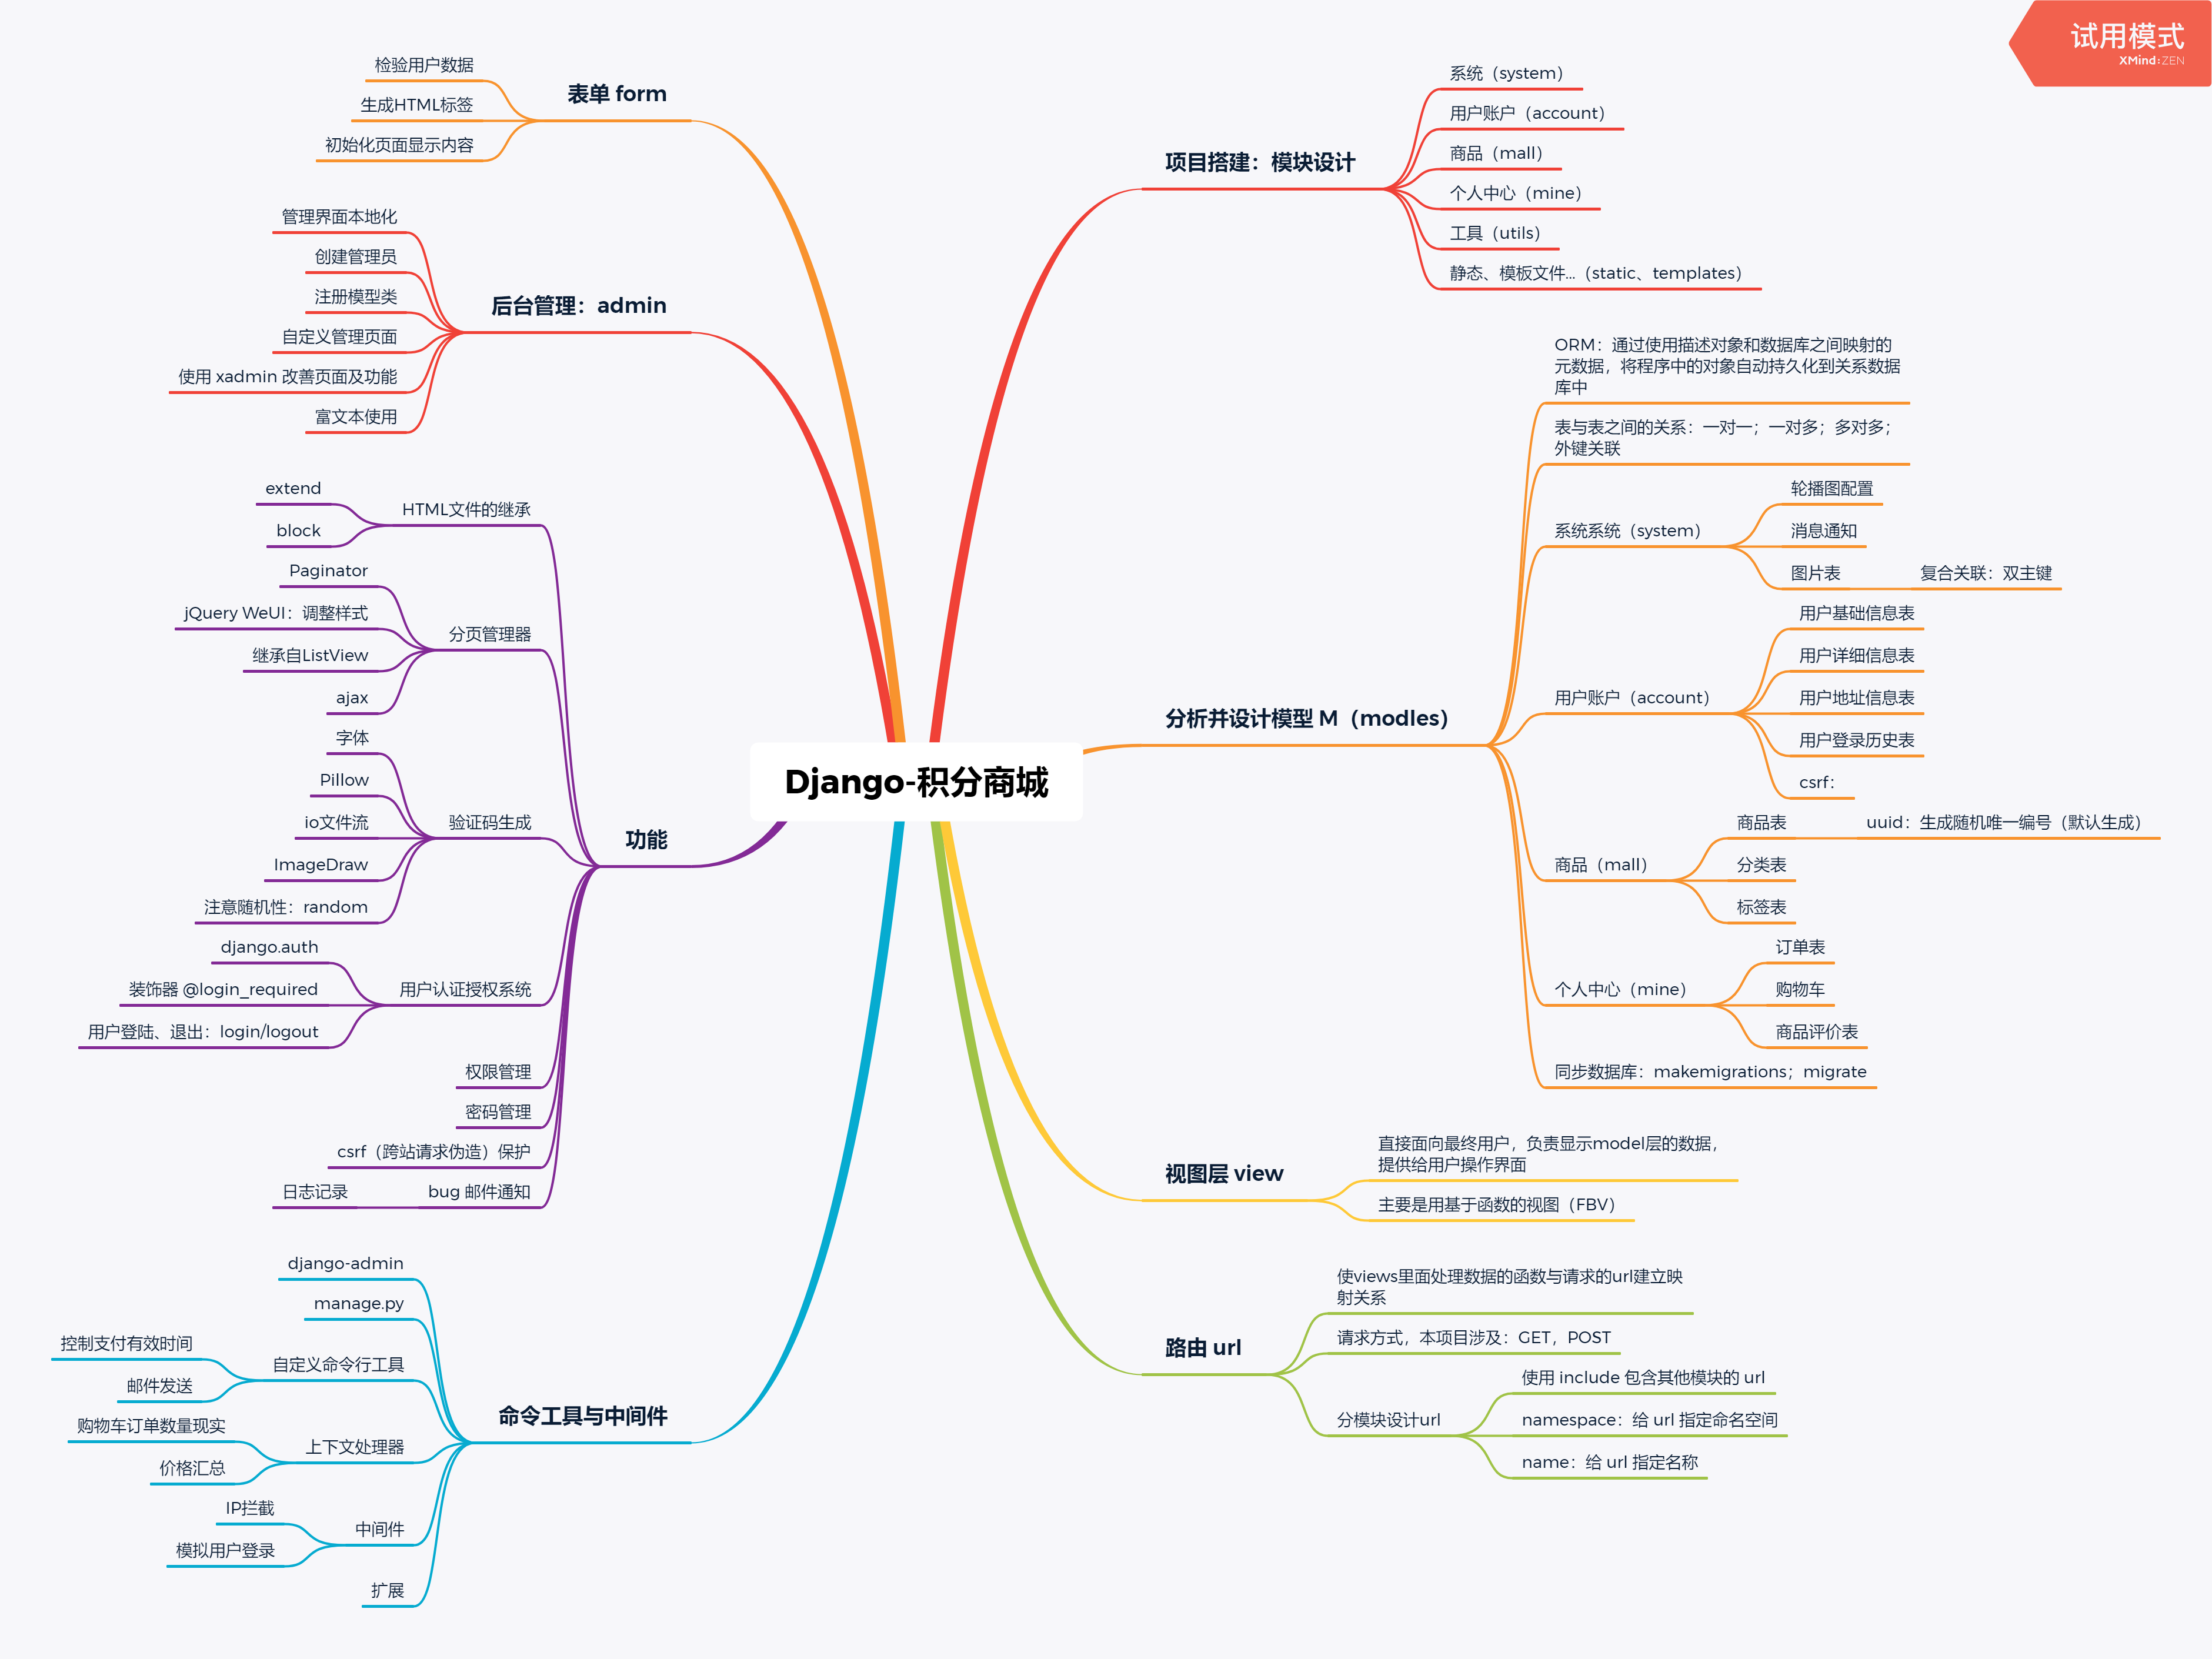 试用模式
XMind:ZEN
Django-积分商城
项目搭建：模块设计
系统（system）
用户账户（account）
商品（mall）
个人中心（mine）
工具（utils）
静态、模板文件...（static、templates）
分析并设计模型 M（modles）
ORM：通过使用描述对象和数据库之间映射的
元数据，将程序中的对象自动持久化到关系数据
库中
表与表之间的关系：一对一；一对多；多对多；
外键关联
系统系统（system）
轮播图配置
消息通知
图片表
复合关联：双主键
用户账户（account）
用户基础信息表
用户详细信息表
用户地址信息表
用户登录历史表
csrf：
商品（mall）
商品表
uuid：生成随机唯一编号（默认生成）
分类表
标签表
个人中心（mine）
订单表
购物车
商品评价表
同步数据库：makemigrations；migrate
视图层 view
直接面向最终用户，负责显示model层的数据，
提供给用户操作界面
主要是用基于函数的视图（FBV）
路由 url
使views里面处理数据的函数与请求的url建立映
射关系
请求方式，本项目涉及：GET，POST
分模块设计url
使用 include 包含其他模块的 url
namespace：给 url 指定命名空间
name：给 url 指定名称
表单 form
检验用户数据
生成HTML标签
初始化页面显示内容
后台管理：admin
管理界面本地化
创建管理员
注册模型类
自定义管理页面
使用 xadmin 改善页面及功能
富文本使用
功能
HTML文件的继承
extend
block
分页管理器
Paginator
jQuery WeUI：调整样式
继承自ListView
ajax
验证码生成
字体
Pillow
io文件流
ImageDraw
注意随机性：random
用户认证授权系统
django.auth
装饰器 @login_required
用户登陆、退出：login/logout
权限管理
密码管理
csrf（跨站请求伪造）保护
bug 邮件通知
日志记录
命令工具与中间件
django-admin
manage.py
自定义命令行工具
控制支付有效时间
邮件发送
上下文处理器
购物车订单数量现实
价格汇总
中间件
IP拦截
模拟用户登录
扩展